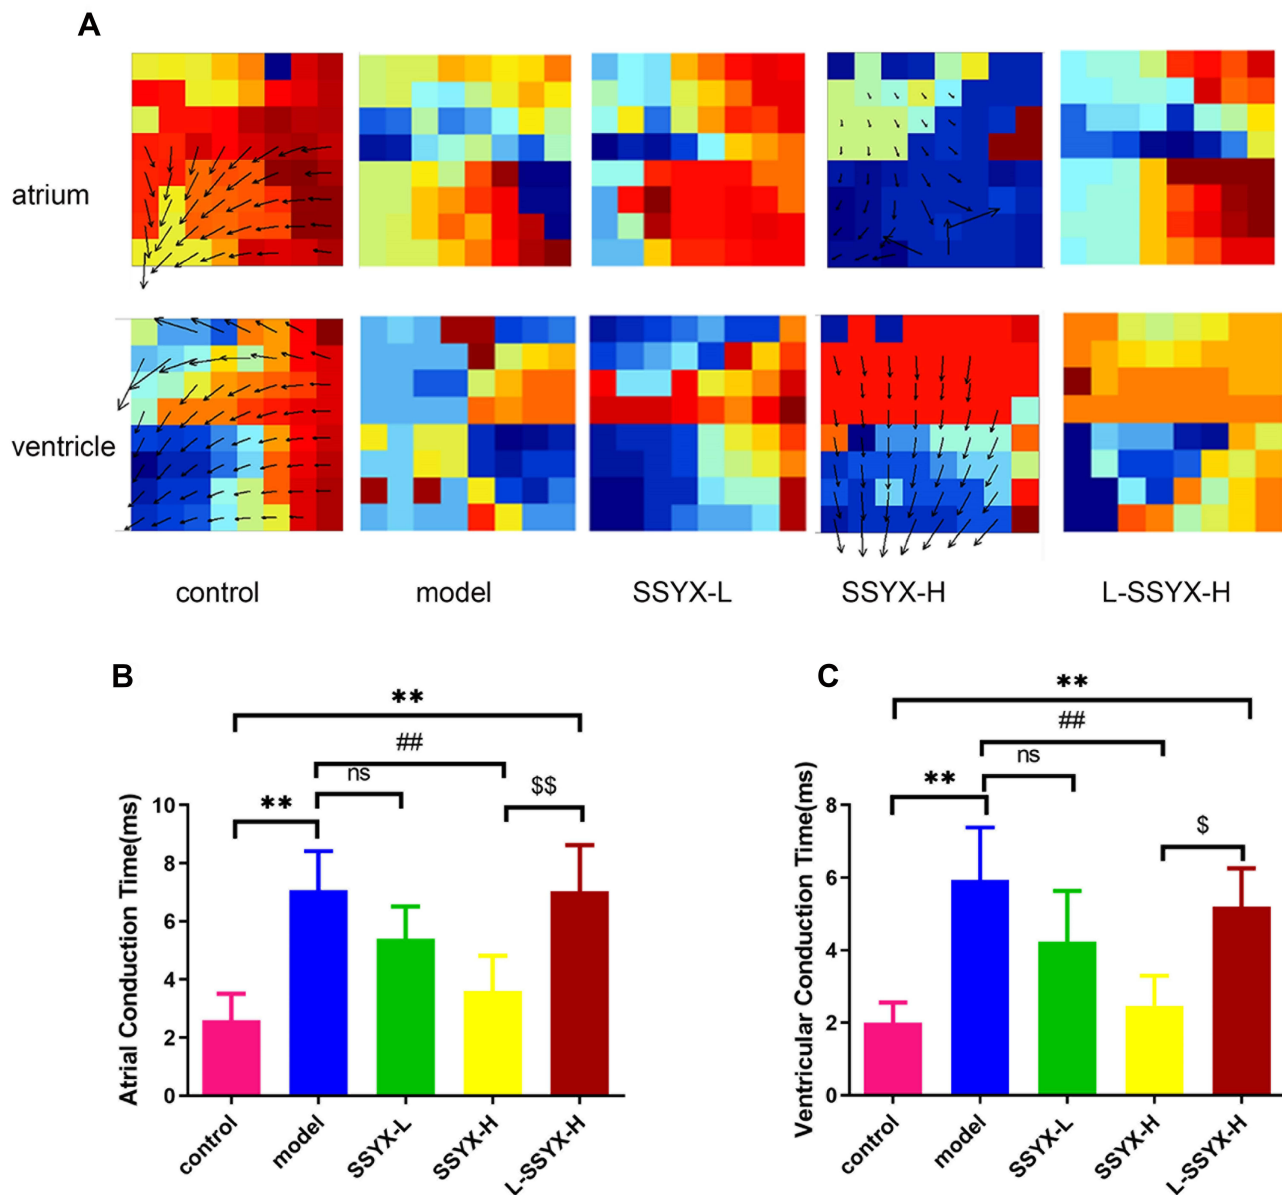 A
atrium
ventricle
control model SSYX-L SSYX-H L-SSYX-H
B
**
##
ns
**
$$
Atrial Conduction Time(ms)
10
8
6
4
2
0
control model SSYX-L SSYX-H L-SSYX-H
C
**
##
ns
**
$
Ventricular Conduction Time(ms)
8
6
4
2
0
control model SSYX-L SSYX-H L-SSYX-H